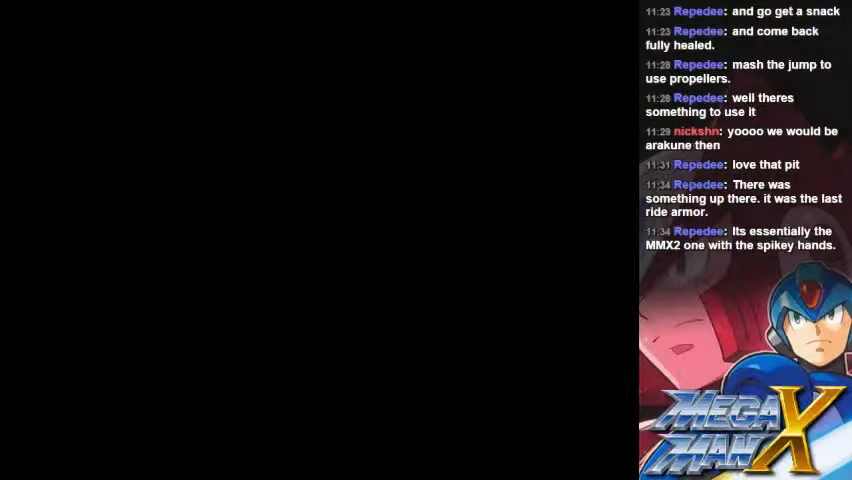 11:23 Repedee: and go get a snack
11:23 Repedee: and come back
fully healed.
11:28 Repedee: mash the jump to
use propellers.
11:28 Repedee: well theres
something to use it
11:29 nickshn: yoooo we would be
arakune then
11:31 Repedee: love that pit
11:34 Repedee: There was
something up there. it was the last
ride armor.
11:34 Repedee: Its essentially the
MMX2 one with the spikey hands.
MEGA
MAN X